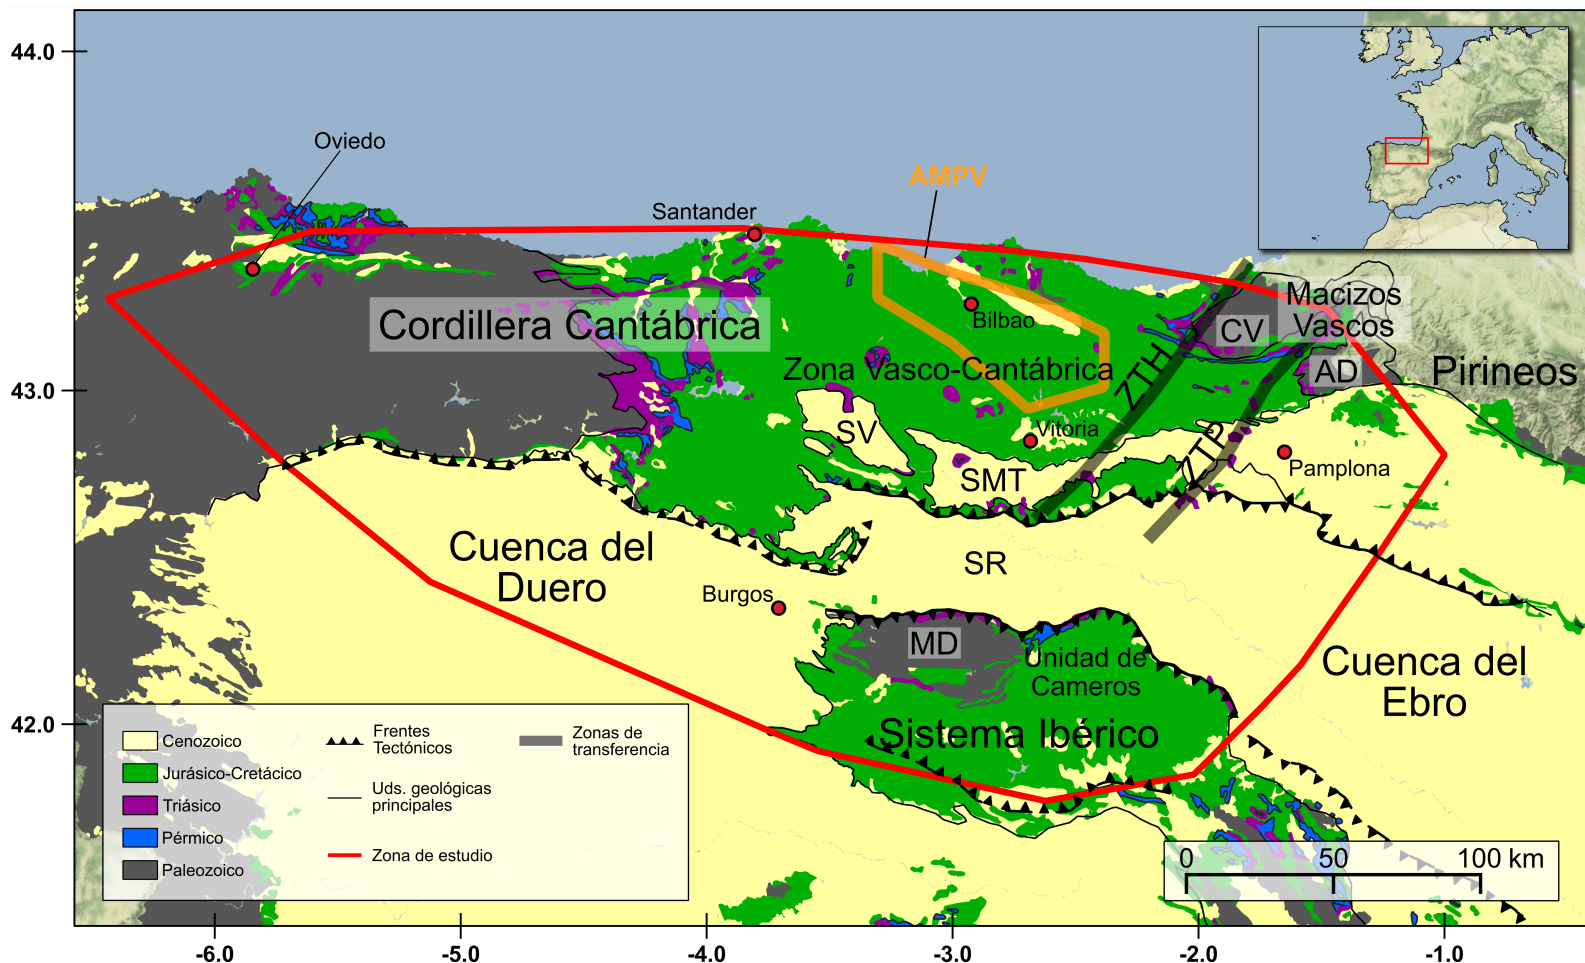 44.0
43.0
42.0
-6.0
-5.0
-4.0
-3.0
-2.0
-1.0
Oviedo
AMPV
Santander
Macizos
Vascos
Cordillera Cantábrica
Bilbao
CV
Zona Vasco-Cantábrica
ZTH
AD
Pirineos
SV
Vitoria
ZTP
Pamplona
SMT
Cuenca del
Duero
SR
Burgos
MD
Unidad de
Cameros
Cuenca del
Ebro
Sistema Ibérico
Cenozoico
Jurásico-Cretácico
Triásico
Pérmico
Paleozoico
Frentes
Tectónicos
Uds. geológicas
principales
Zona de estudio
Zonas de
transferencia
0 50 100 km